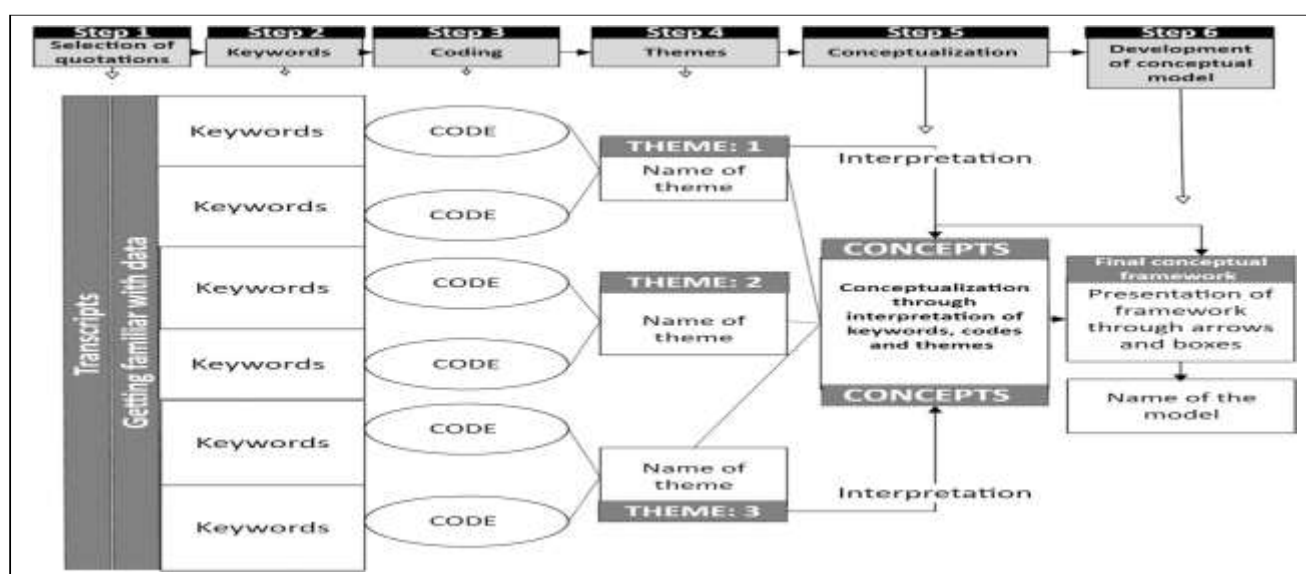 Step 1
Selection of
quotations
Step 2
Keywords
Step 3
Coding
Step 4
Themes
Step 5
Conceptualization
Step 6
Development
of conceptual
model
Transcripts
Getting familiar with data
Keywords
Keywords
Keywords
Keywords
Keywords
Keywords
CODE
CODE
CODE
CODE
CODE
CODE
THEME: 1
Name of
theme
THEME: 2
Name of
theme
Name of
theme
THEME: 3
Interpretation
CONCEPTS
Conceptualization
through
interpretation of
keywords, codes
and themes
CONCEPTS
Interpretation
Final conceptual
framework
Presentation of
framework
through arrows
and boxes
Name of the
model